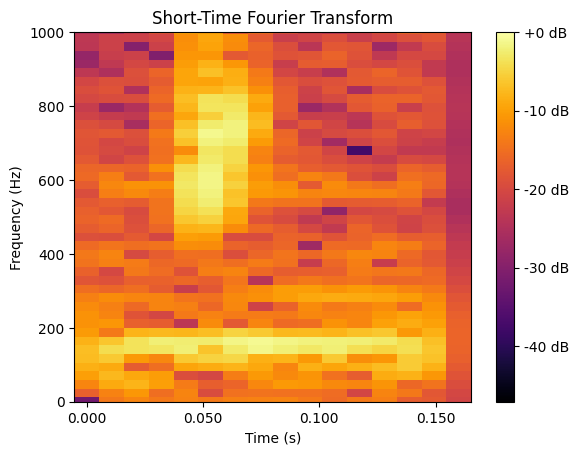 Short-Time Fourier Transform
1000
800
600
400
200
0
Frequency (Hz)
0.000
0.050
0.100
0.150
Time (s)
+0 dB
-10 dB
-20 dB
-30 dB
-40 dB